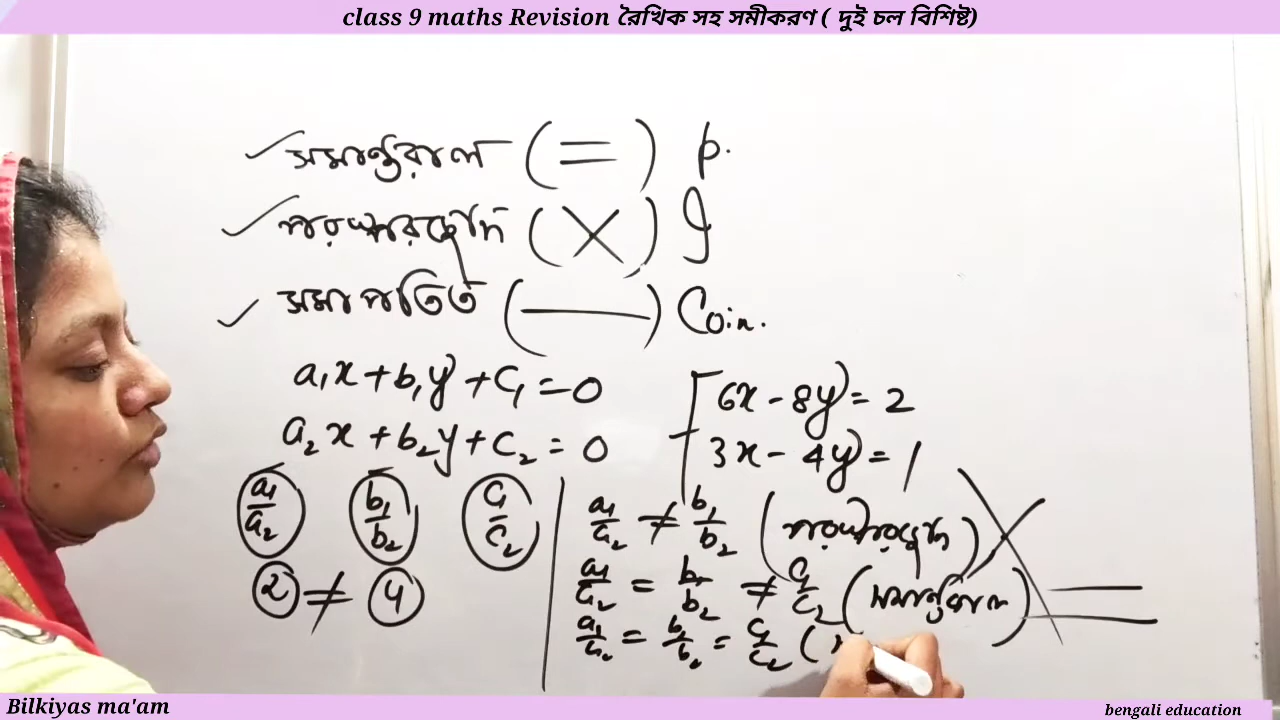 class 9 maths Revision রৈখিক সহ সমীকরণ ( দুই চল বিশিষ্ট)
সমান্তরাল ( = ) P.
পরস্পরছেদি ( X ) I
সমাপতিত ( — ) Coin.
a₁x + b₁y + c₁ = 0
a₂x + b₂y + c₂ = 0
6x - 8y = 2
3x - 4y = 1
a₁/a₂ b₁/b₂ c₁/c₂
2 ≠ 4
a₁/a₂ ≠ b₁/b₂ (পরস্পরছেদি)
a₁/a₂ = b₁/b₂ ≠ c₁/c₂ (সমান্তরাল)
a₁/a₂ = b₁/b₂ = c₁/c₂ (
Bilkiyas ma'am
bengali education